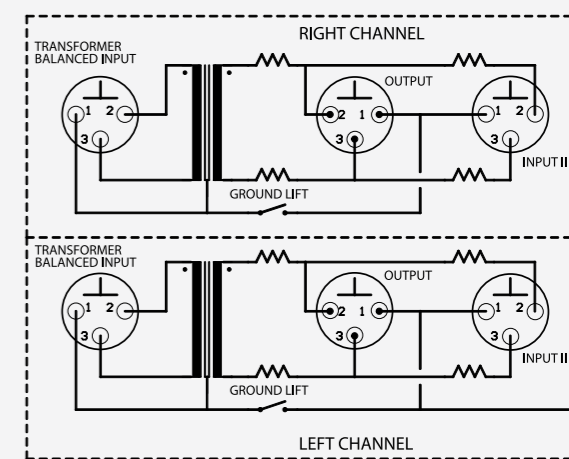 RIGHT CHANNEL
TRANSFORMER
BALANCED INPUT
OUTPUT
1 2
2 1
1 2
3
3
3
INPUT II
GROUND LIFT
TRANSFORMER
BALANCED INPUT
OUTPUT
1 2
2 1
1 2
3
3
3
INPUT II
GROUND LIFT
LEFT CHANNEL